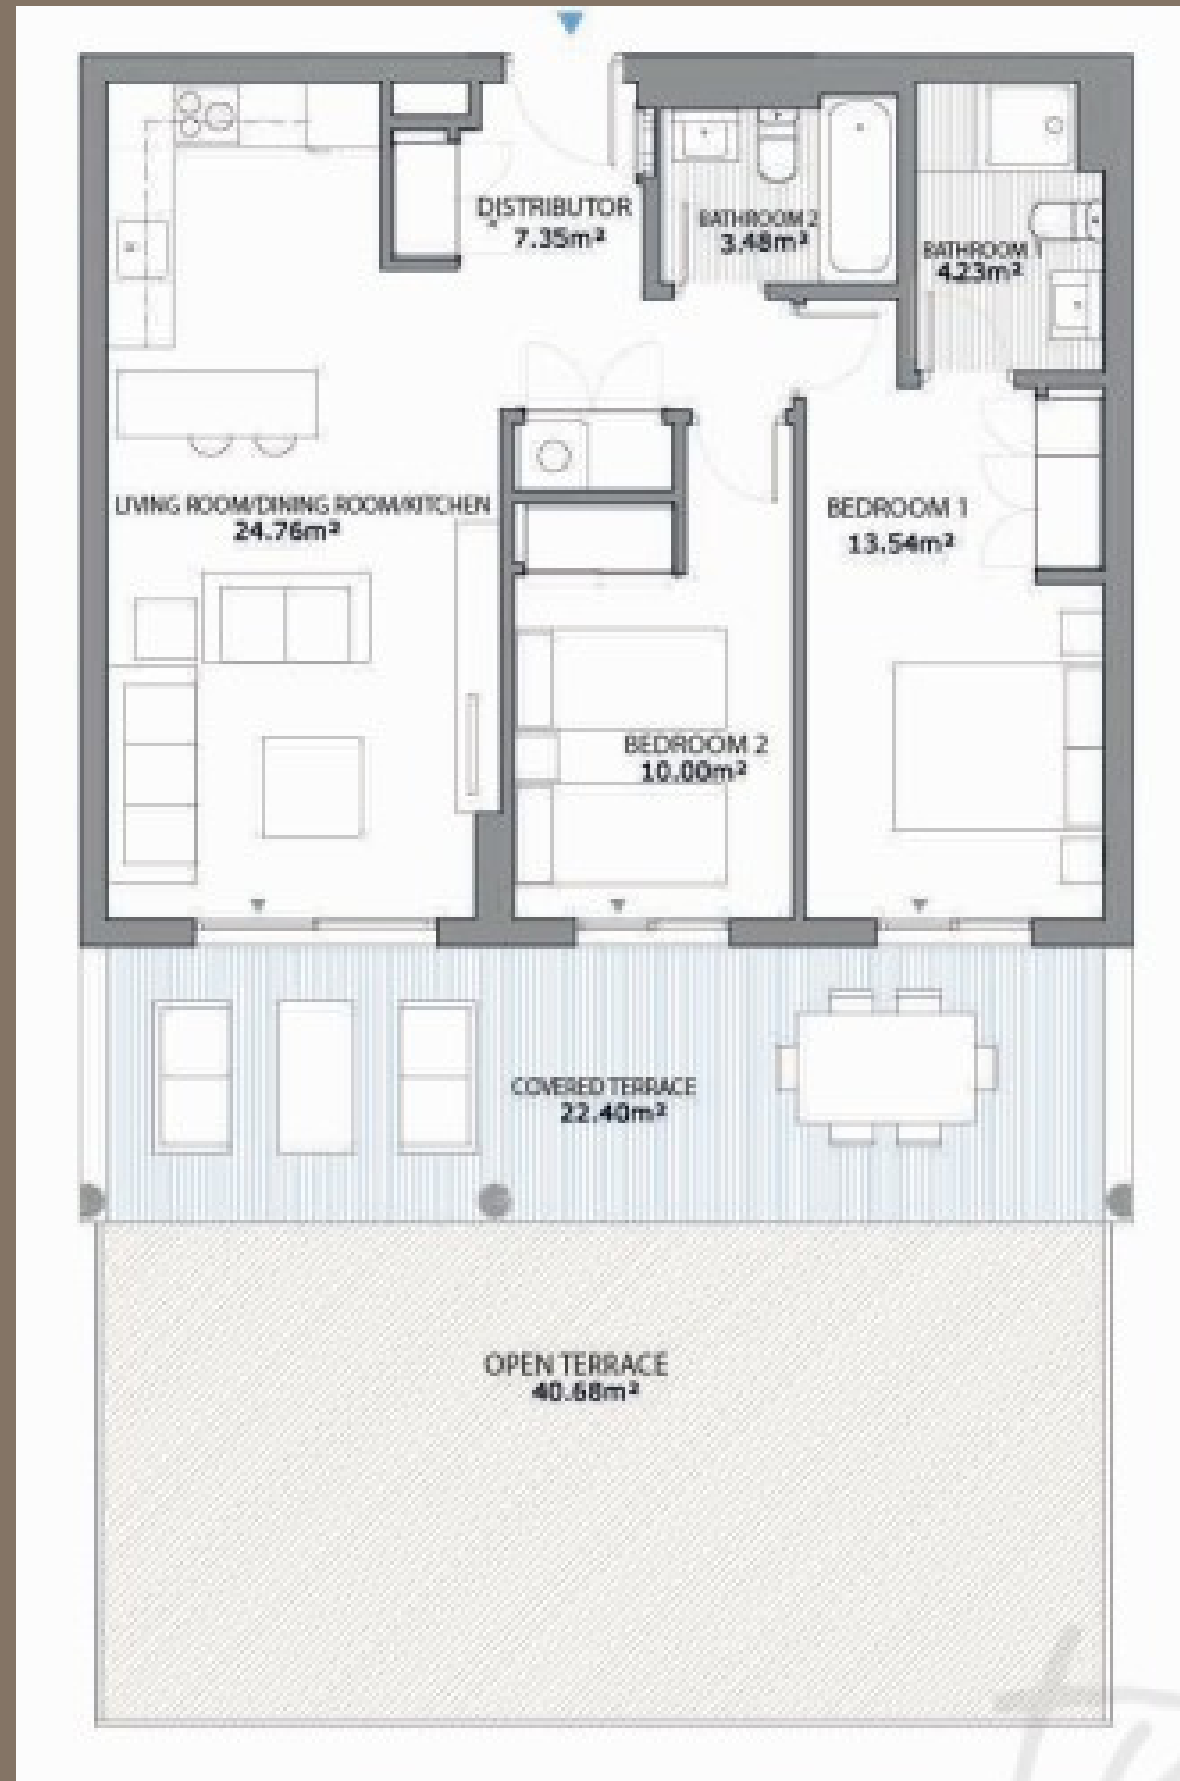 DISTRIBUTOR
7.35m²
BATHROOM 2
3.48m²
BATHROOM 1
4.23m²
LIVING ROOM/DINING ROOM/KITCHEN
24.76m²
BEDROOM 1
13.54m²
BEDROOM 2
10.00m²
COVERED TERRACE
22.40m²
OPEN TERRACE
40.68m²